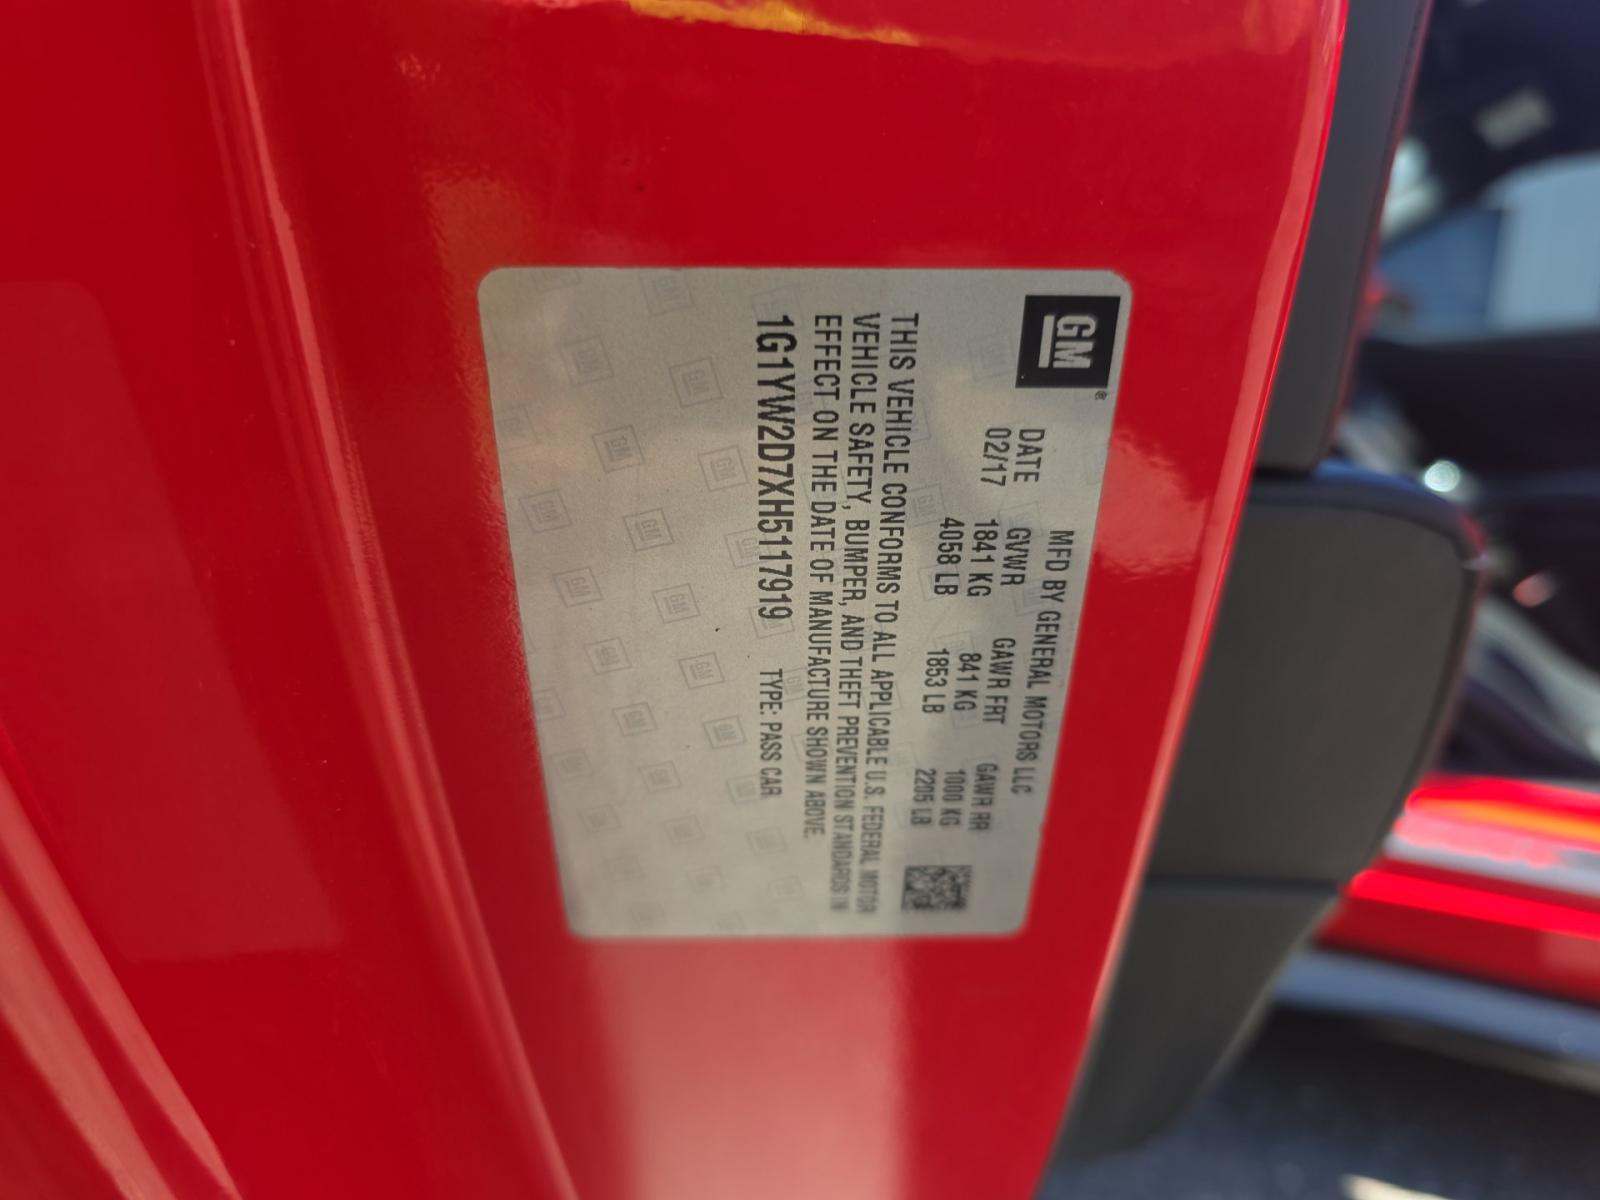 GM®
MFD BY GENERAL MOTORS LLC
DATE GVWR GAWR FRT GAWR RR
02/17 1841 KG 841 KG 1000 KG
4058 LB 1853 LB 2205 LB
THIS VEHICLE CONFORMS TO ALL APPLICABLE U.S. FEDERAL MOTOR
VEHICLE SAFETY, BUMPER, AND THEFT PREVENTION STANDARDS IN
EFFECT ON THE DATE OF MANUFACTURE SHOWN ABOVE.
1G1YW2D7XH5117919 TYPE: PASS CAR